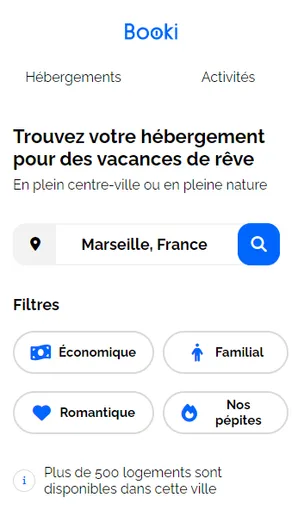 Booki
Hébergements
Activités
Trouvez votre hébergement
pour des vacances de rêve
En plein centre-ville ou en pleine nature
Marseille, France
Filtres
Économique
Familial
Romantique
Nos
pépites
Plus de 500 logements sont
disponibles dans cette ville